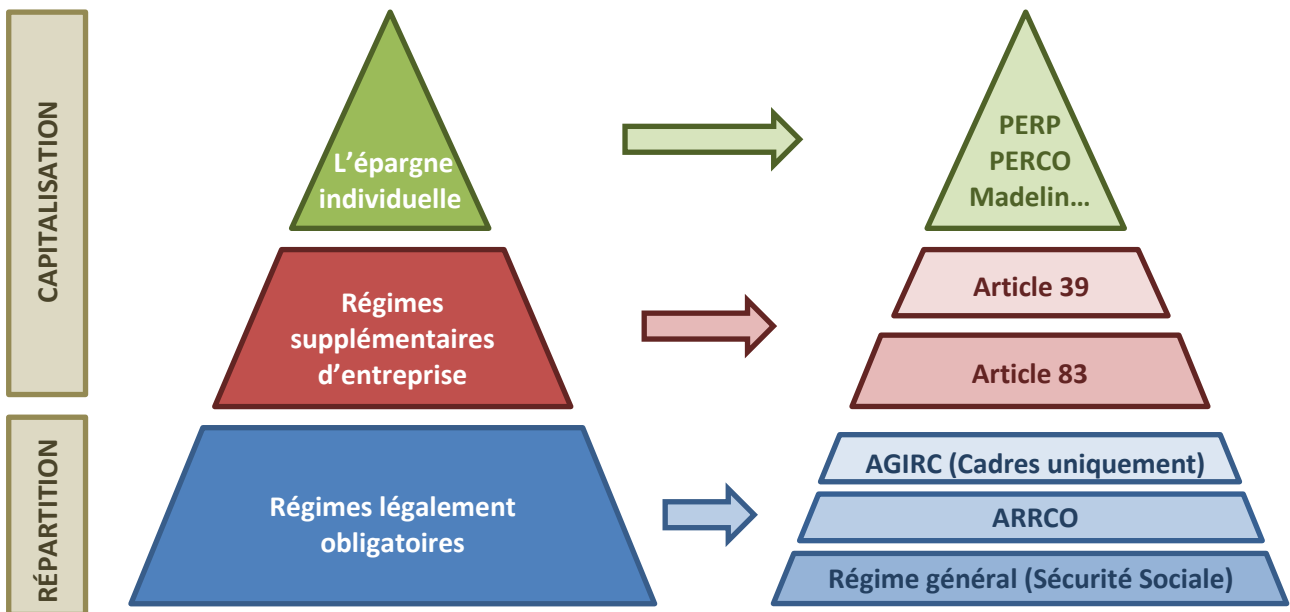 CAPITALISATION
L’épargne
individuelle
PERP
PERCO
Madelin…
Régimes
supplémentaires
d’entreprise
Article 39
Article 83
RÉPARTITION
Régimes légalement
obligatoires
AGIRC (Cadres uniquement)
ARRCO
Régime général (Sécurité Sociale)